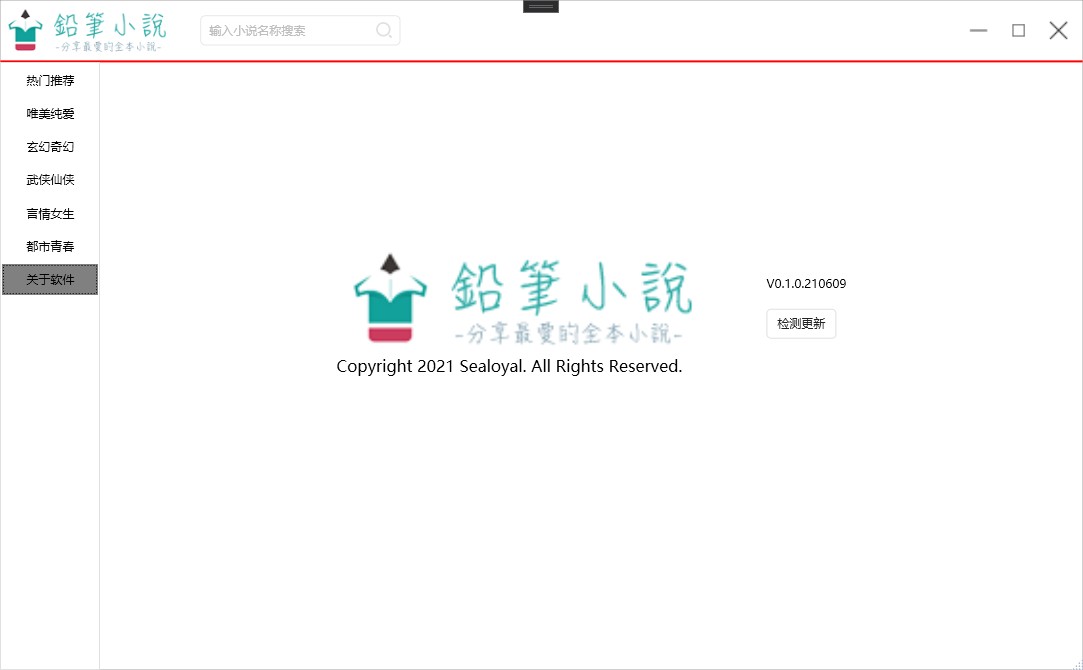 鉛筆小說
-分享最愛的全本小說-
输入小说名称搜索
热门推荐
唯美纯爱
玄幻奇幻
武侠仙侠
言情女生
都市青春
关于软件
鉛筆小說
-分享最愛的全本小說-
Copyright 2021 Sealoyal. All Rights Reserved.
V0.1.0.210609
检测更新